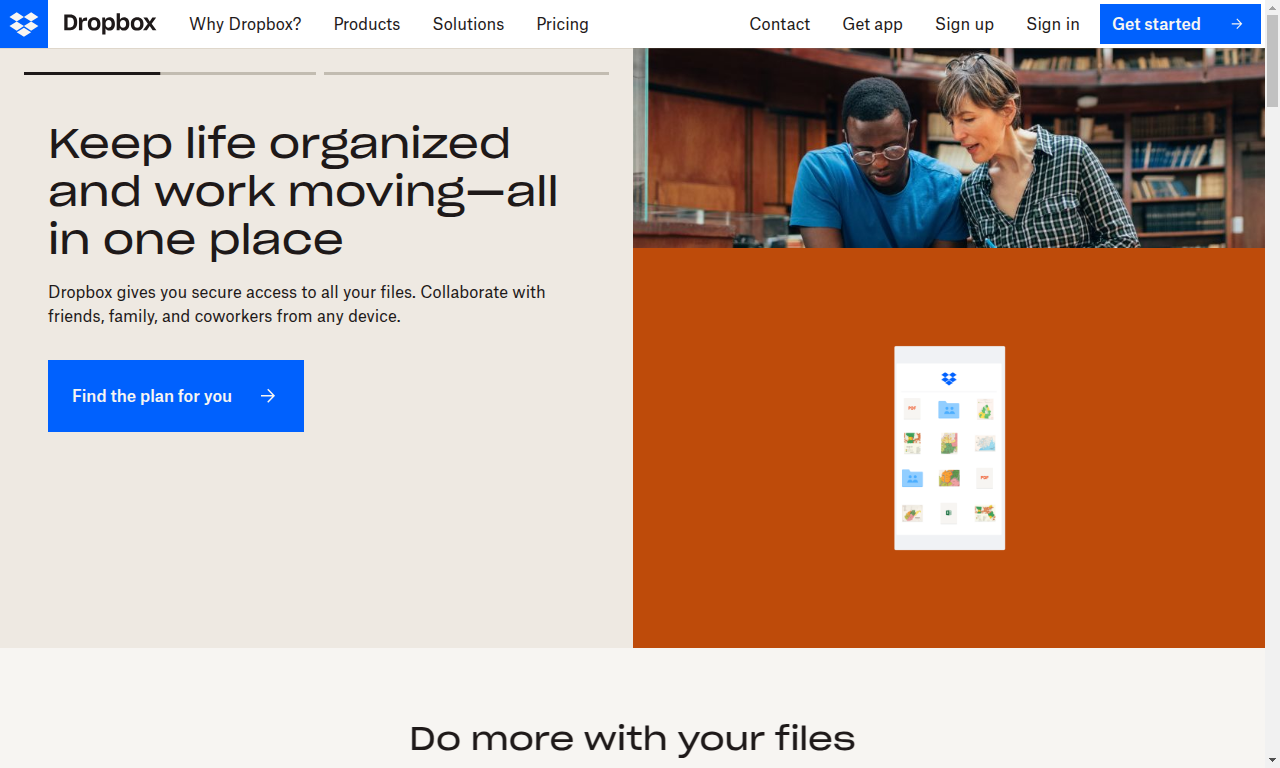 Dropbox
Why Dropbox?
Products
Solutions
Pricing
Contact
Get app
Sign up
Sign in
Get started
Keep life organized
and work moving—all
in one place
Dropbox gives you secure access to all your files. Collaborate with
friends, family, and coworkers from any device.
Find the plan for you
PDF
PDF
Do more with your files